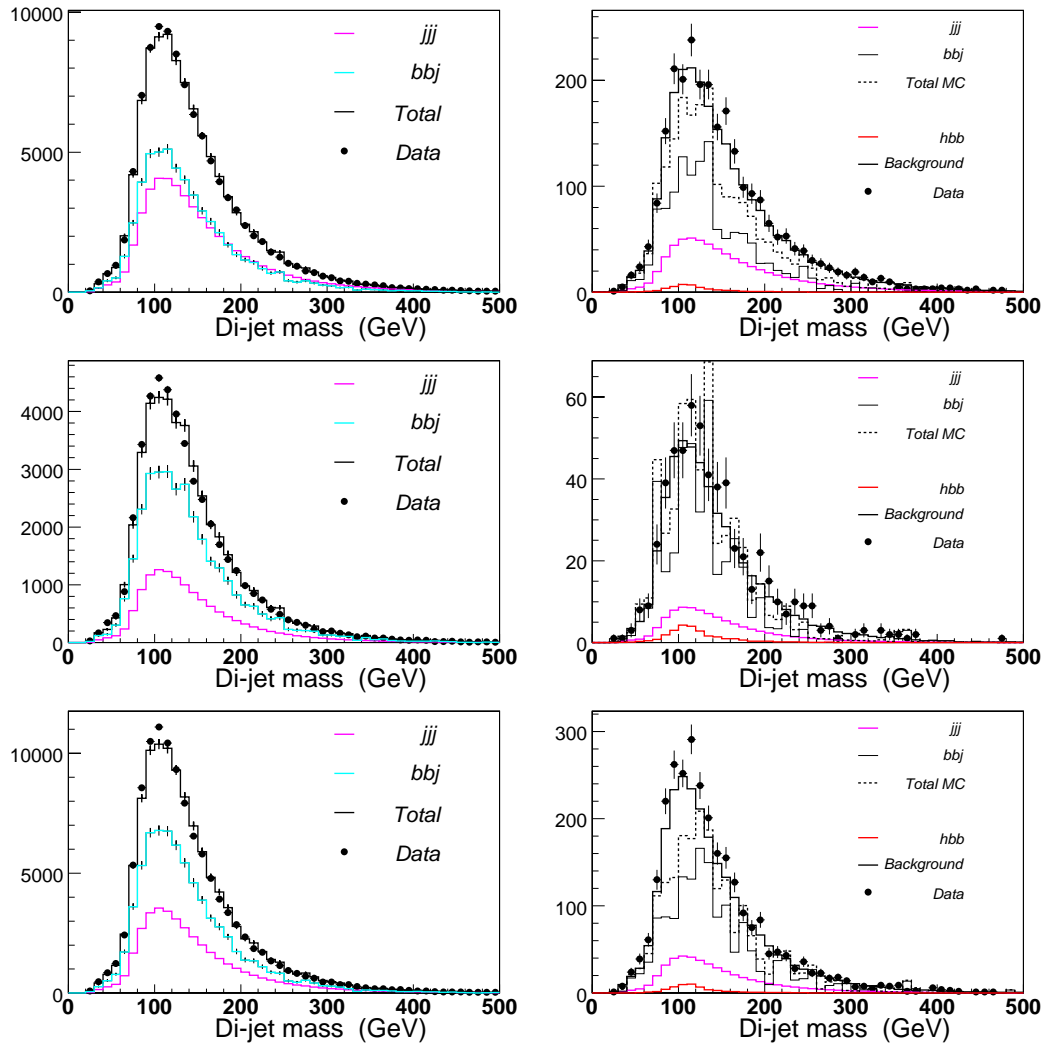 10000
5000
0
jjj
bbj
Total
Data
0 100 200 300 400 500
Di-jet mass (GeV)
200
100
0
jjj
bbj
Total MC
hbb
Background
Data
0 100 200 300 400 500
Di-jet mass (GeV)
4000
3000
2000
1000
0
jjj
bbj
Total
Data
0 100 200 300 400 500
Di-jet mass (GeV)
60
40
20
0
jjj
bbj
Total MC
hbb
Background
Data
0 100 200 300 400 500
Di-jet mass (GeV)
10000
5000
0
jjj
bbj
Total
Data
0 100 200 300 400 500
Di-jet mass (GeV)
300
200
100
0
jjj
bbj
Total MC
hbb
Background
Data
0 100 200 300 400 500
Di-jet mass (GeV)